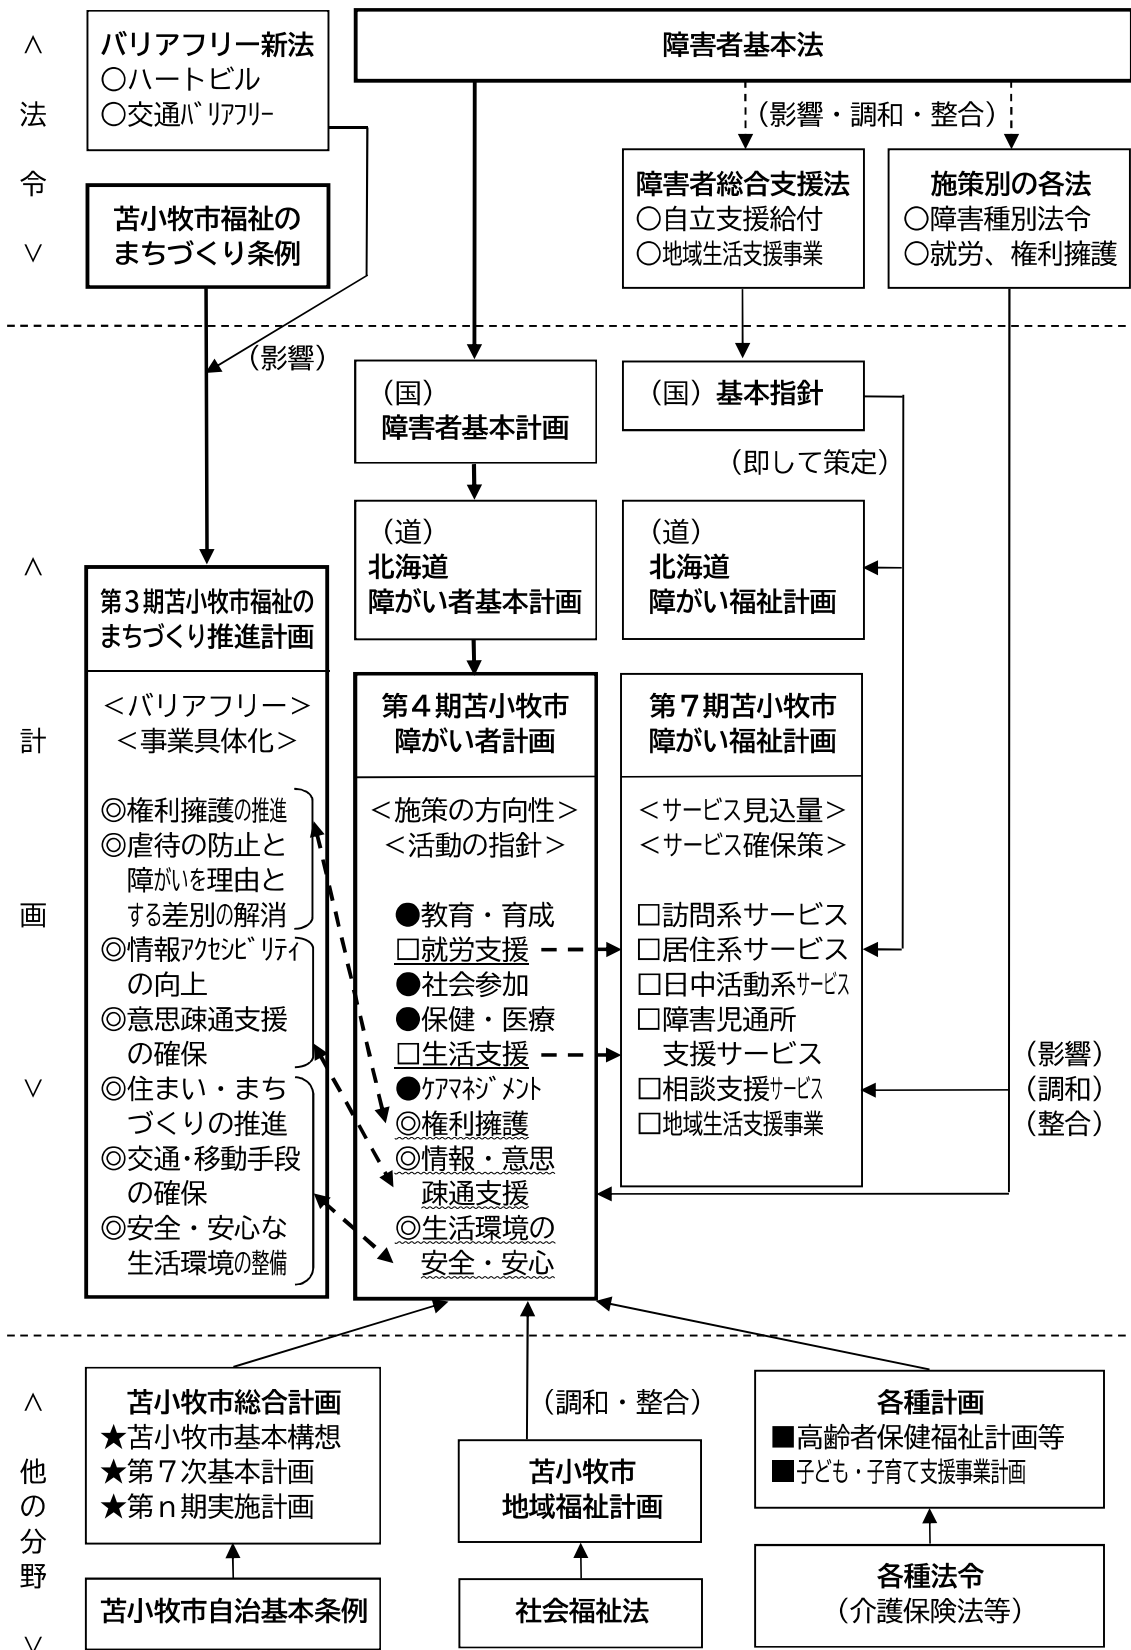 ＜法令＞
バリアフリー新法
○ハートビル
○交通バリアフリー
苫小牧市福祉の
まちづくり条例
障害者基本法
（影響・調和・整合）
障害者総合支援法
○自立支援給付
○地域生活支援事業
施策別の各法
○障害種別法令
○就労、権利擁護
（影響）
＜計画＞
（国）
障害者基本計画
（国）基本指針
（即して策定）
（道）
北海道
障がい者基本計画
（道）
北海道
障がい福祉計画
第３期苫小牧市福祉の
まちづくり推進計画
＜バリアフリー＞
＜事業具体化＞
◎権利擁護の推進
◎虐待の防止と
障がいを理由と
する差別の解消
◎情報アクセシビリティ
の向上
◎意思疎通支援
の確保
◎住まい・まち
づくりの推進
◎交通・移動手段
の確保
◎安全・安心な
生活環境の整備
第４期苫小牧市
障がい者計画
＜施策の方向性＞
＜活動の指針＞
●教育・育成
□就労支援
●社会参加
●保健・医療
□生活支援
●ケアマネジメント
◎権利擁護
◎情報・意思
疎通支援
◎生活環境の
安全・安心
第７期苫小牧市
障がい福祉計画
＜サービス見込量＞
＜サービス確保策＞
□訪問系サービス
□居住系サービス
□日中活動系サービス
□障害児通所
支援サービス
□相談支援サービス
□地域生活支援事業
（影響）
（調和）
（整合）
＜他の分野＞
苫小牧市総合計画
★苫小牧市基本構想
★第７次基本計画
★第ｎ期実施計画
苫小牧市自治基本条例
（調和・整合）
苫小牧市
地域福祉計画
社会福祉法
各種計画
■高齢者保健福祉計画等
■子ども・子育て支援事業計画
各種法令
（介護保険法等）